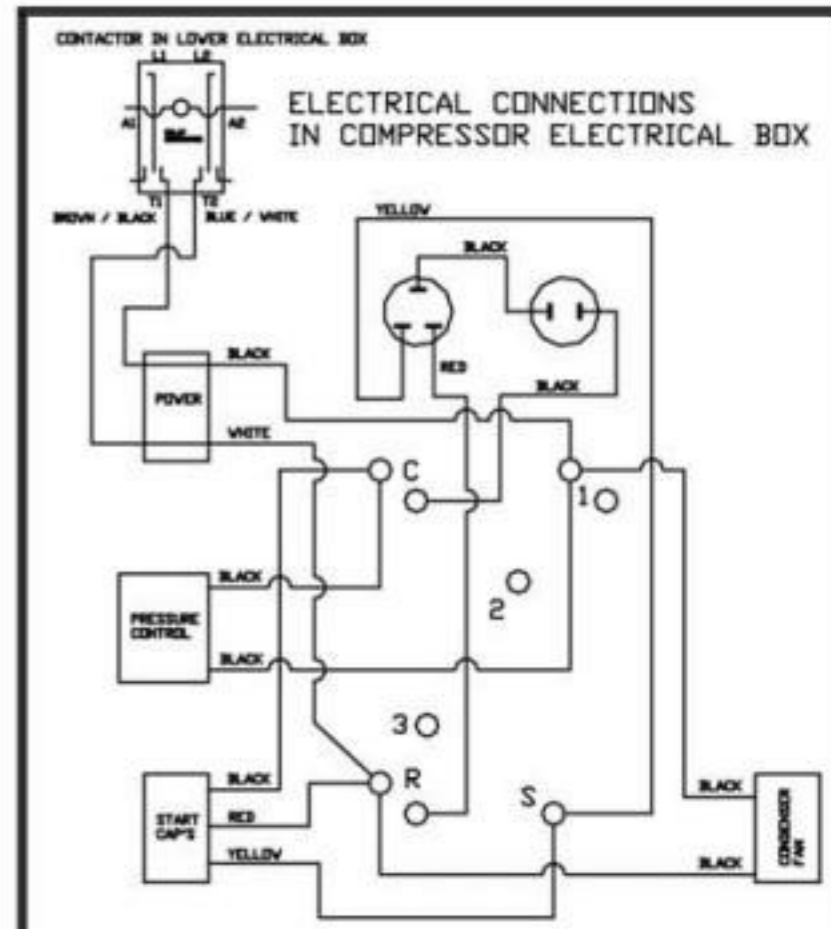 CONTACTOR IN LOWER ELECTRICAL BOX
L1 L2
ELECTRICAL CONNECTIONS
IN COMPRESSOR ELECTRICAL BOX
A1 A2
T1 T2
BROWN / BLACK BLUE / WHITE
YELLOW
BLACK
BLACK
RED
BLACK
POWER
WHITE
C
1
BLACK
2
PRESSURE
CONTROL
BLACK
3
R
BLACK
S
BLACK
START
CAP'S
RED
CONDENSER
FAN
YELLOW
BLACK